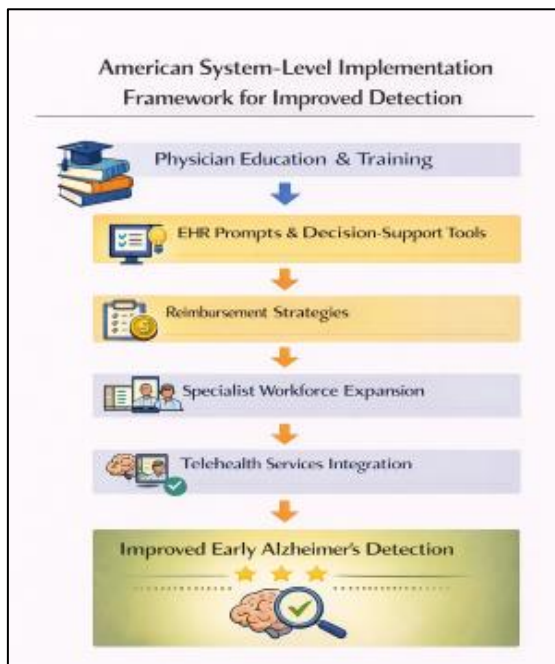 American System-Level Implementation
Framework for Improved Detection
Physician Education & Training
EHR Prompts & Decision-Support Tools
Reimbursement Strategies
Specialist Workforce Expansion
Telehealth Services Integration
Improved Early Alzheimer's Detection